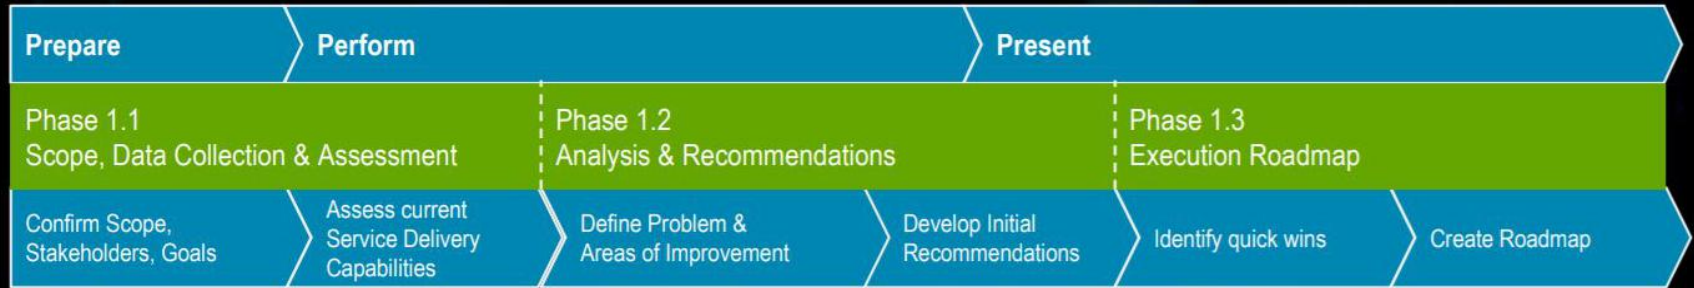 Prepare
Perform
Present
Phase 1.1
Scope, Data Collection & Assessment
Phase 1.2
Analysis & Recommendations
Phase 1.3
Execution Roadmap
Confirm Scope,
Stakeholders, Goals
Assess current
Service Delivery
Capabilities
Define Problem &
Areas of Improvement
Develop Initial
Recommendations
Identify quick wins
Create Roadmap